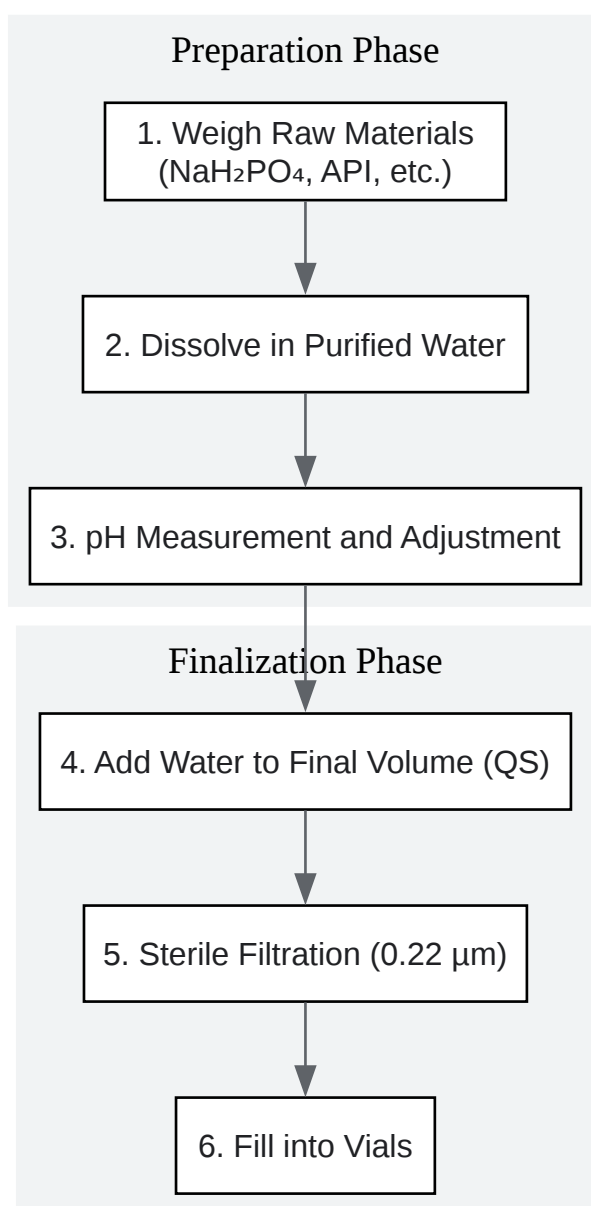 Preparation Phase
1. Weigh Raw Materials
(NaH₂PO₄, API, etc.)
2. Dissolve in Purified Water
3. pH Measurement and Adjustment
Finalization Phase
4. Add Water to Final Volume (QS)
5. Sterile Filtration (0.22 µm)
6. Fill into Vials